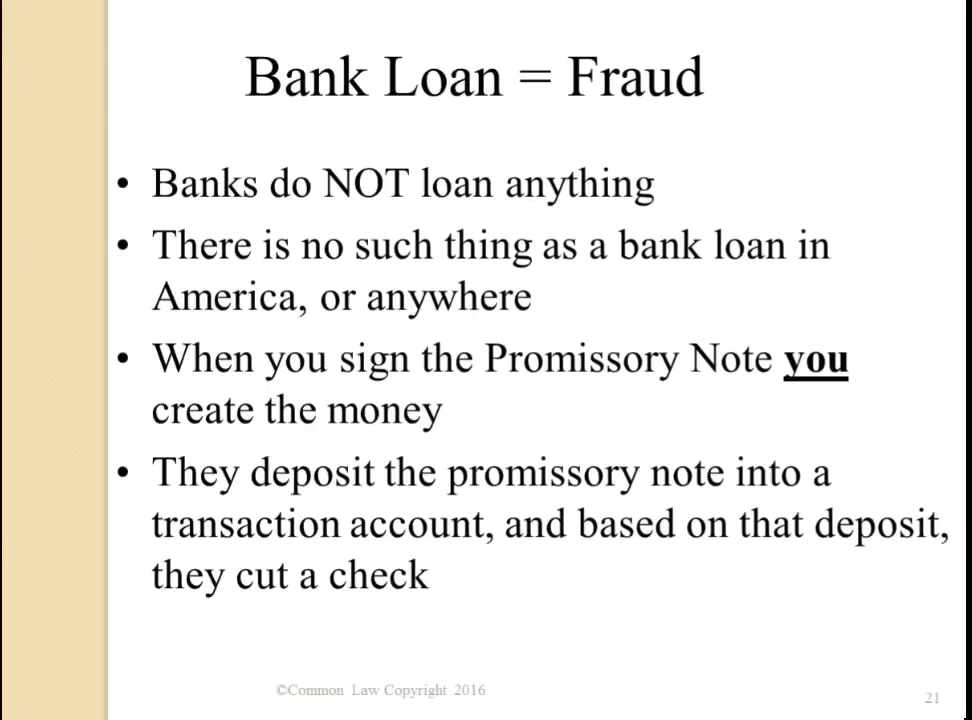 Bank Loan = Fraud
• Banks do NOT loan anything
• There is no such thing as a bank loan in
America, or anywhere
• When you sign the Promissory Note you
create the money
• They deposit the promissory note into a
transaction account, and based on that deposit,
they cut a check
©Common Law Copyright 2016
21